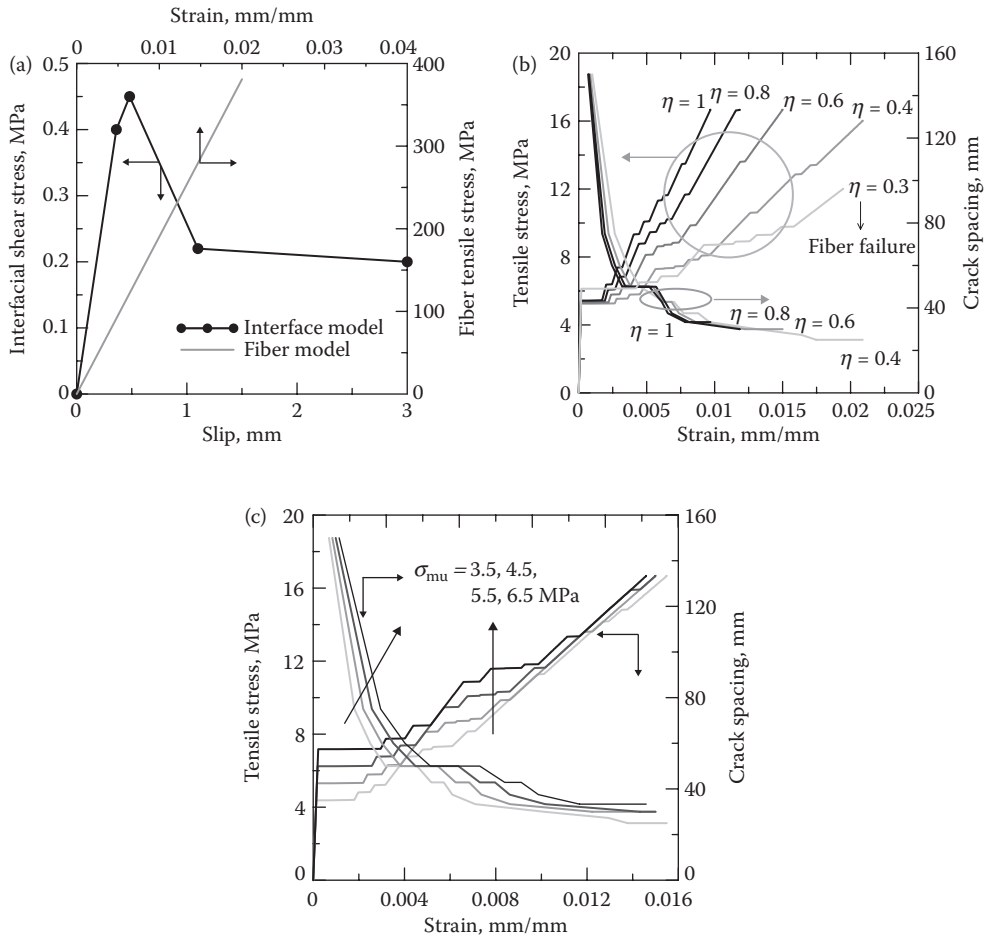 (a)
Strain, mm/mm
0 0.01 0.02 0.03 0.04
0.5
0.4
0.3
0.2
0.1
0
Interfacial shear stress, MPa
400
300
200
100
0
Fiber tensile stress, MPa
Interface model
Fiber model
0 1 2 3
Slip, mm
(b)
20
16
12
8
4
0
Tensile stress, MPa
160
120
80
40
0
Crack spacing, mm
η = 1
η = 0.8
η = 0.6
η = 0.4
η = 0.3
Fiber failure
η = 1
η = 0.8
η = 0.6
η = 0.4
0 0.005 0.01 0.015 0.02 0.025
Strain, mm/mm
(c)
20
16
12
8
4
0
Tensile stress, MPa
160
120
80
40
0
Crack spacing, mm
σmu = 3.5, 4.5,
5.5, 6.5 MPa
0 0.004 0.008 0.012 0.016
Strain, mm/mm